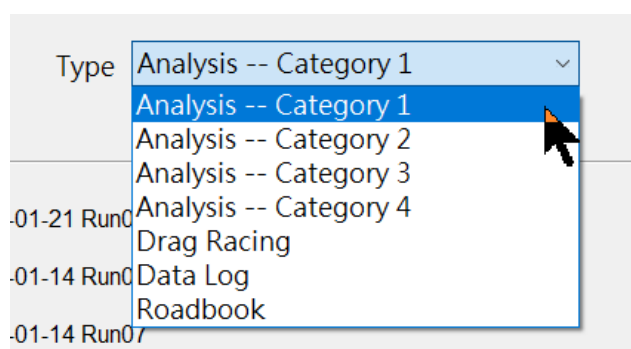 Type Analysis -- Category 1
Analysis -- Category 1
Analysis -- Category 2
Analysis -- Category 3
Analysis -- Category 4
-01-21 Run0
Drag Racing
-01-14 Run0
Data Log
Roadbook
-01-14 Run07